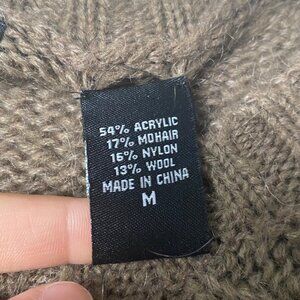 54% ACRYLIC
17% MOHAIR
16% NYLON
13% WOOL
MADE IN CHINA
M